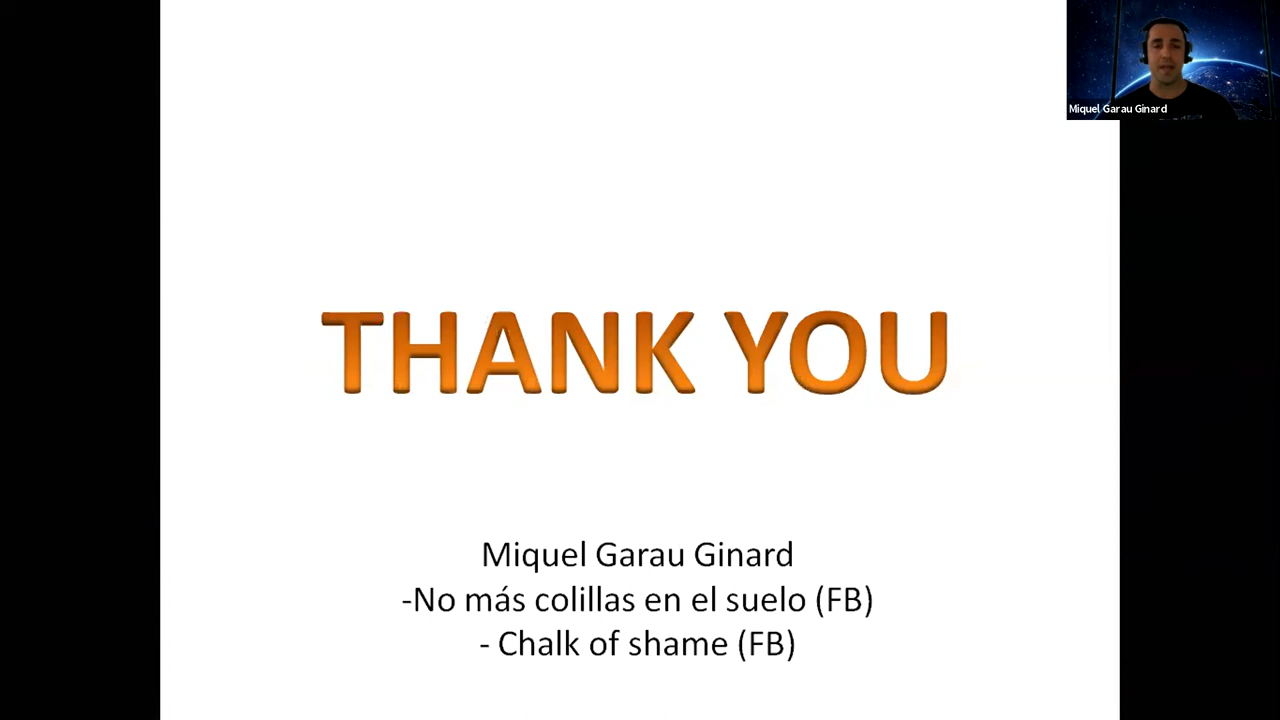 Miquel Garau Ginard
THANK YOU
Miquel Garau Ginard
-No más colillas en el suelo (FB)
- Chalk of shame (FB)